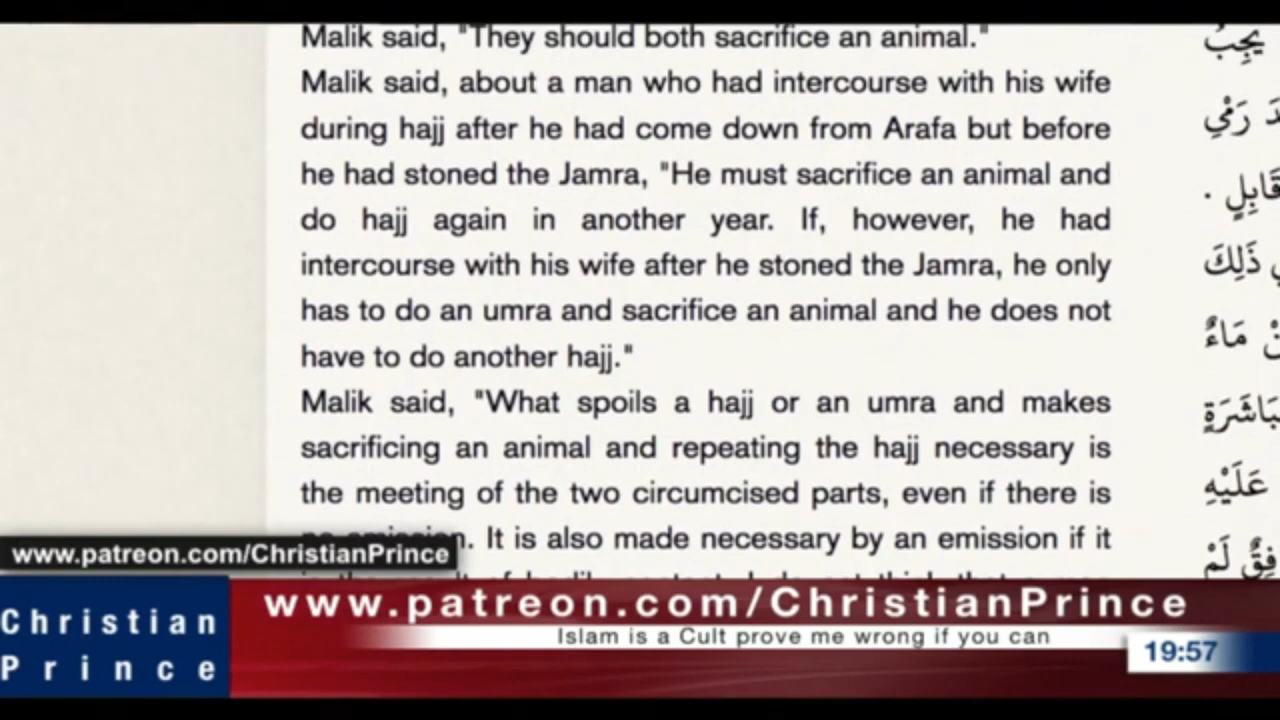 Malik said, "They should both sacrifice an animal."
Malik said, about a man who had intercourse with his wife
during hajj after he had come down from Arafa but before
he had stoned the Jamra, "He must sacrifice an animal and
do hajj again in another year. If, however, he had
intercourse with his wife after he stoned the Jamra, he only
has to do an umra and sacrifice an animal and he does not
have to do another hajj."
Malik said, "What spoils a hajj or an umra and makes
sacrificing an animal and repeating the hajj necessary is
the meeting of the two circumcised parts, even if there is
no emission. It is also made necessary by an emission if it
يَجِبُ
رَمْيِ
قَابِلٍ .
ذَلِكَ
مَاءٌ
عَلَيْهِ
لَمْ
www.patreon.com/ChristianPrince
www.patreon.com/ChristianPrince
Christian
Prince
Islam is a Cult prove me wrong if you can
19:57